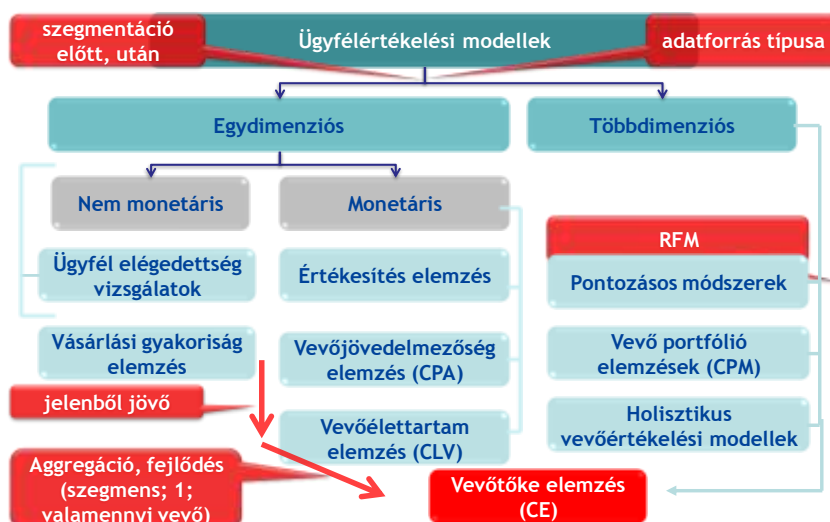 szegmentáció
előtt, után
Ügyfélértékelési modellek
adatforrás típusa
Egydimenziós
Többdimenziós
Nem monetáris
Monetáris
RFM
Ügyfél elégedettség
vizsgálatok
Értékesítés elemzés
Pontozásos módszerek
Vásárlási gyakoriság
elemzés
Vevőjövedelmezőség
elemzés (CPA)
Vevő portfólió
elemzések (CPM)
jelenből jövő
Vevőélettartam
elemzés (CLV)
Holisztikus
vevőértékelési modellek
Aggregáció, fejlődés
(szegmens; 1;
valamennyi vevő)
Vevőtőke elemzés
(CE)